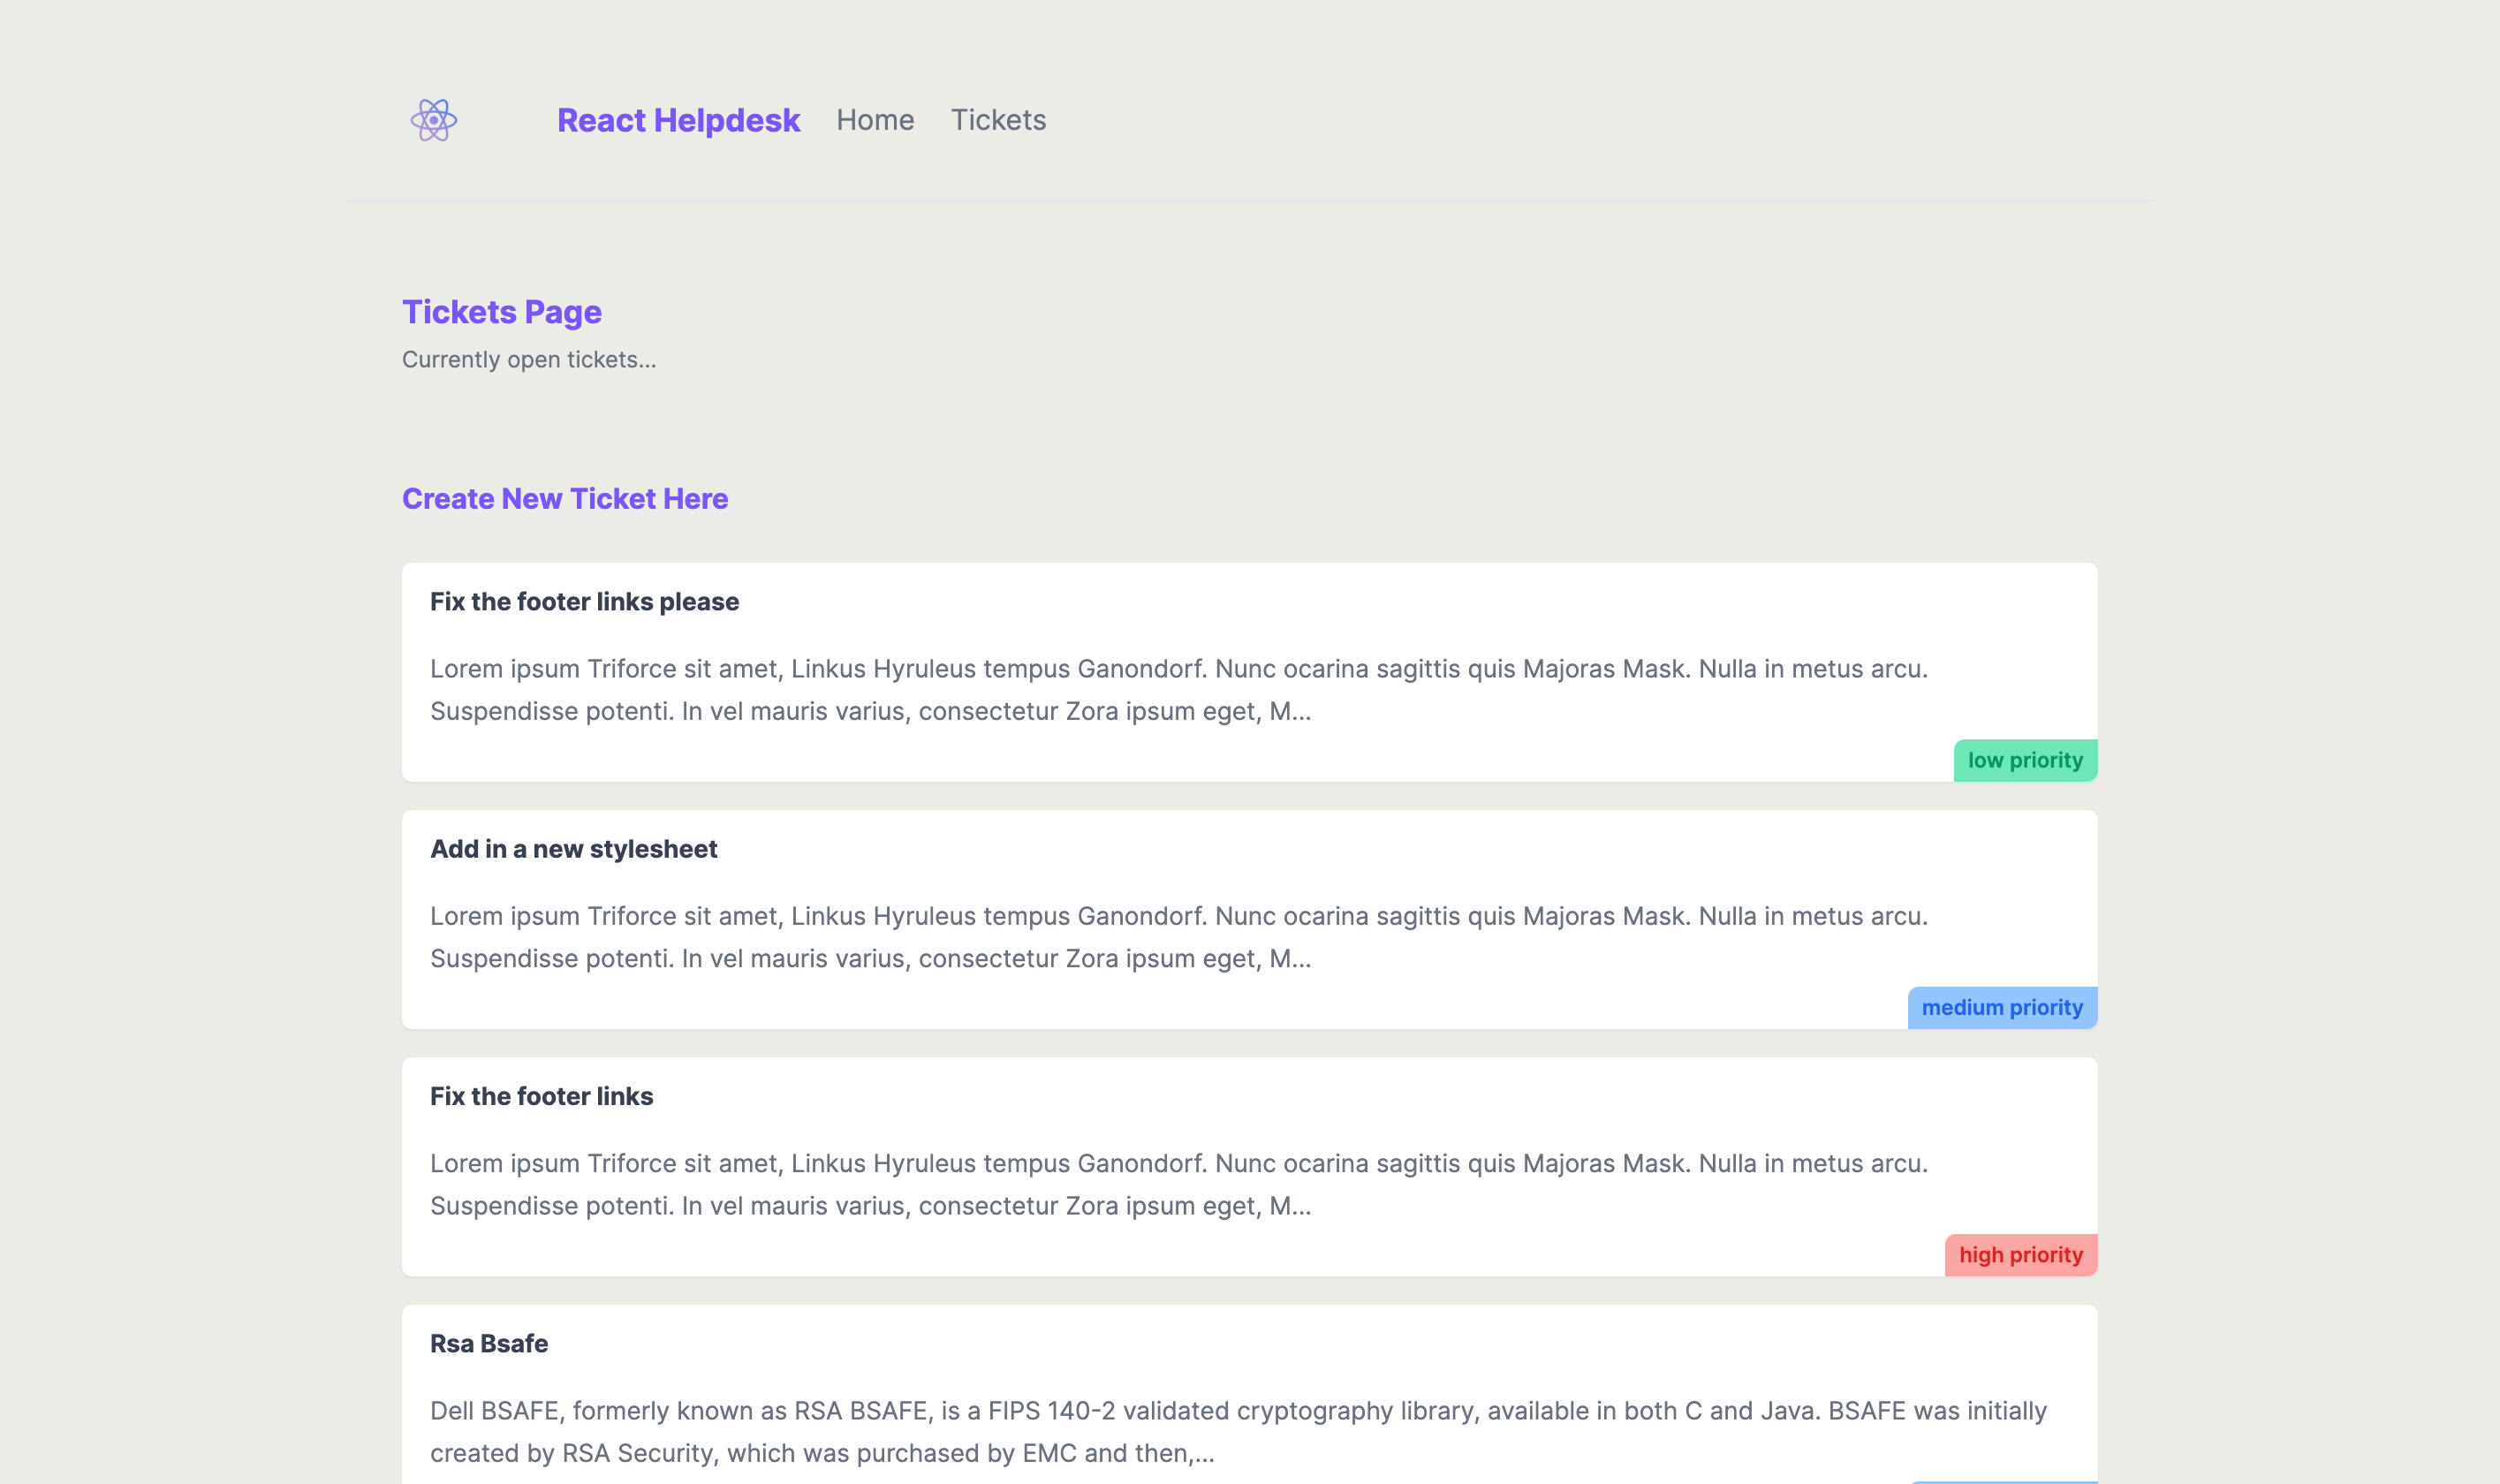 React Helpdesk Home Tickets
Tickets Page
Currently open tickets...
Create New Ticket Here
Fix the footer links please
Lorem ipsum Triforce sit amet, Linkus Hyruleus tempus Ganondorf. Nunc ocarina sagittis quis Majoras Mask. Nulla in metus arcu.
Suspendisse potenti. In vel mauris varius, consectetur Zora ipsum eget, M...
low priority
Add in a new stylesheet
Lorem ipsum Triforce sit amet, Linkus Hyruleus tempus Ganondorf. Nunc ocarina sagittis quis Majoras Mask. Nulla in metus arcu.
Suspendisse potenti. In vel mauris varius, consectetur Zora ipsum eget, M...
medium priority
Fix the footer links
Lorem ipsum Triforce sit amet, Linkus Hyruleus tempus Ganondorf. Nunc ocarina sagittis quis Majoras Mask. Nulla in metus arcu.
Suspendisse potenti. In vel mauris varius, consectetur Zora ipsum eget, M...
high priority
Rsa Bsafe
Dell BSAFE, formerly known as RSA BSAFE, is a FIPS 140-2 validated cryptography library, available in both C and Java. BSAFE was initially
created by RSA Security, which was purchased by EMC and then,...